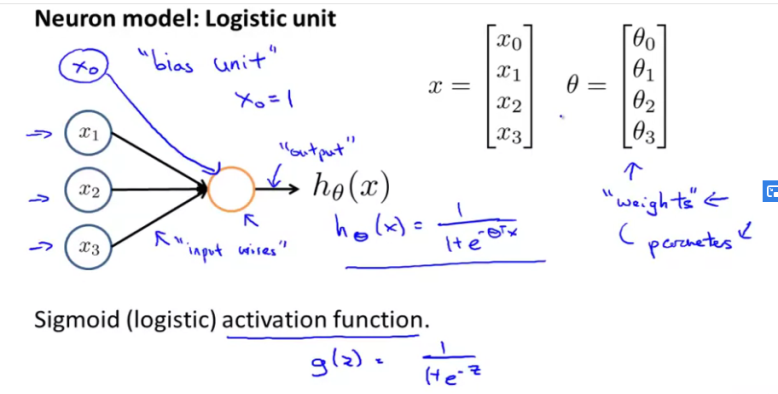 Neuron model: Logistic unit
x0 "bias unit"
x0 = 1
x1
x2
x3
"output"
hθ(x)
"input wires"
hθ(x) = 1 / (1 + e^-θᵀx)
x = [x0 x1 x2 x3]
θ = [θ0 θ1 θ2 θ3]
"weights" ←
( parameters
Sigmoid (logistic) activation function.
g(z) = 1 / (1 + e^-z)